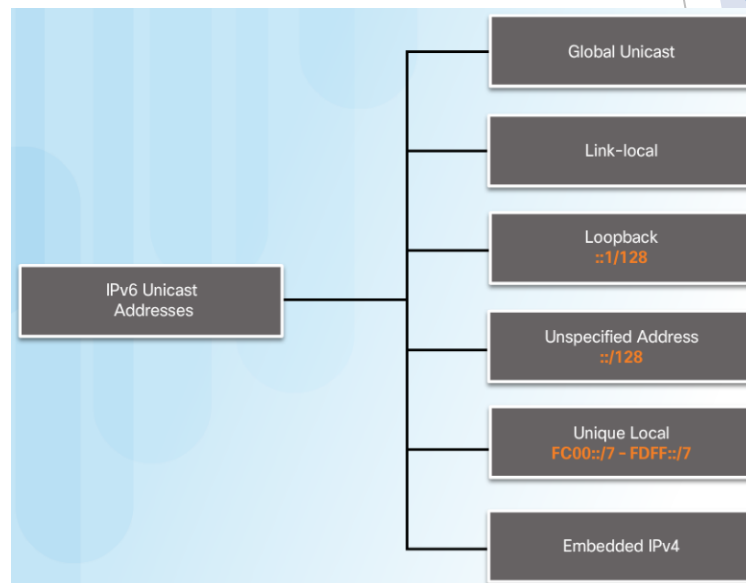 Global Unicast
Link-local
Loopback
::1/128
IPv6 Unicast
Addresses
Unspecified Address
::/128
Unique Local
FC00::/7 - FDFF::/7
Embedded IPv4